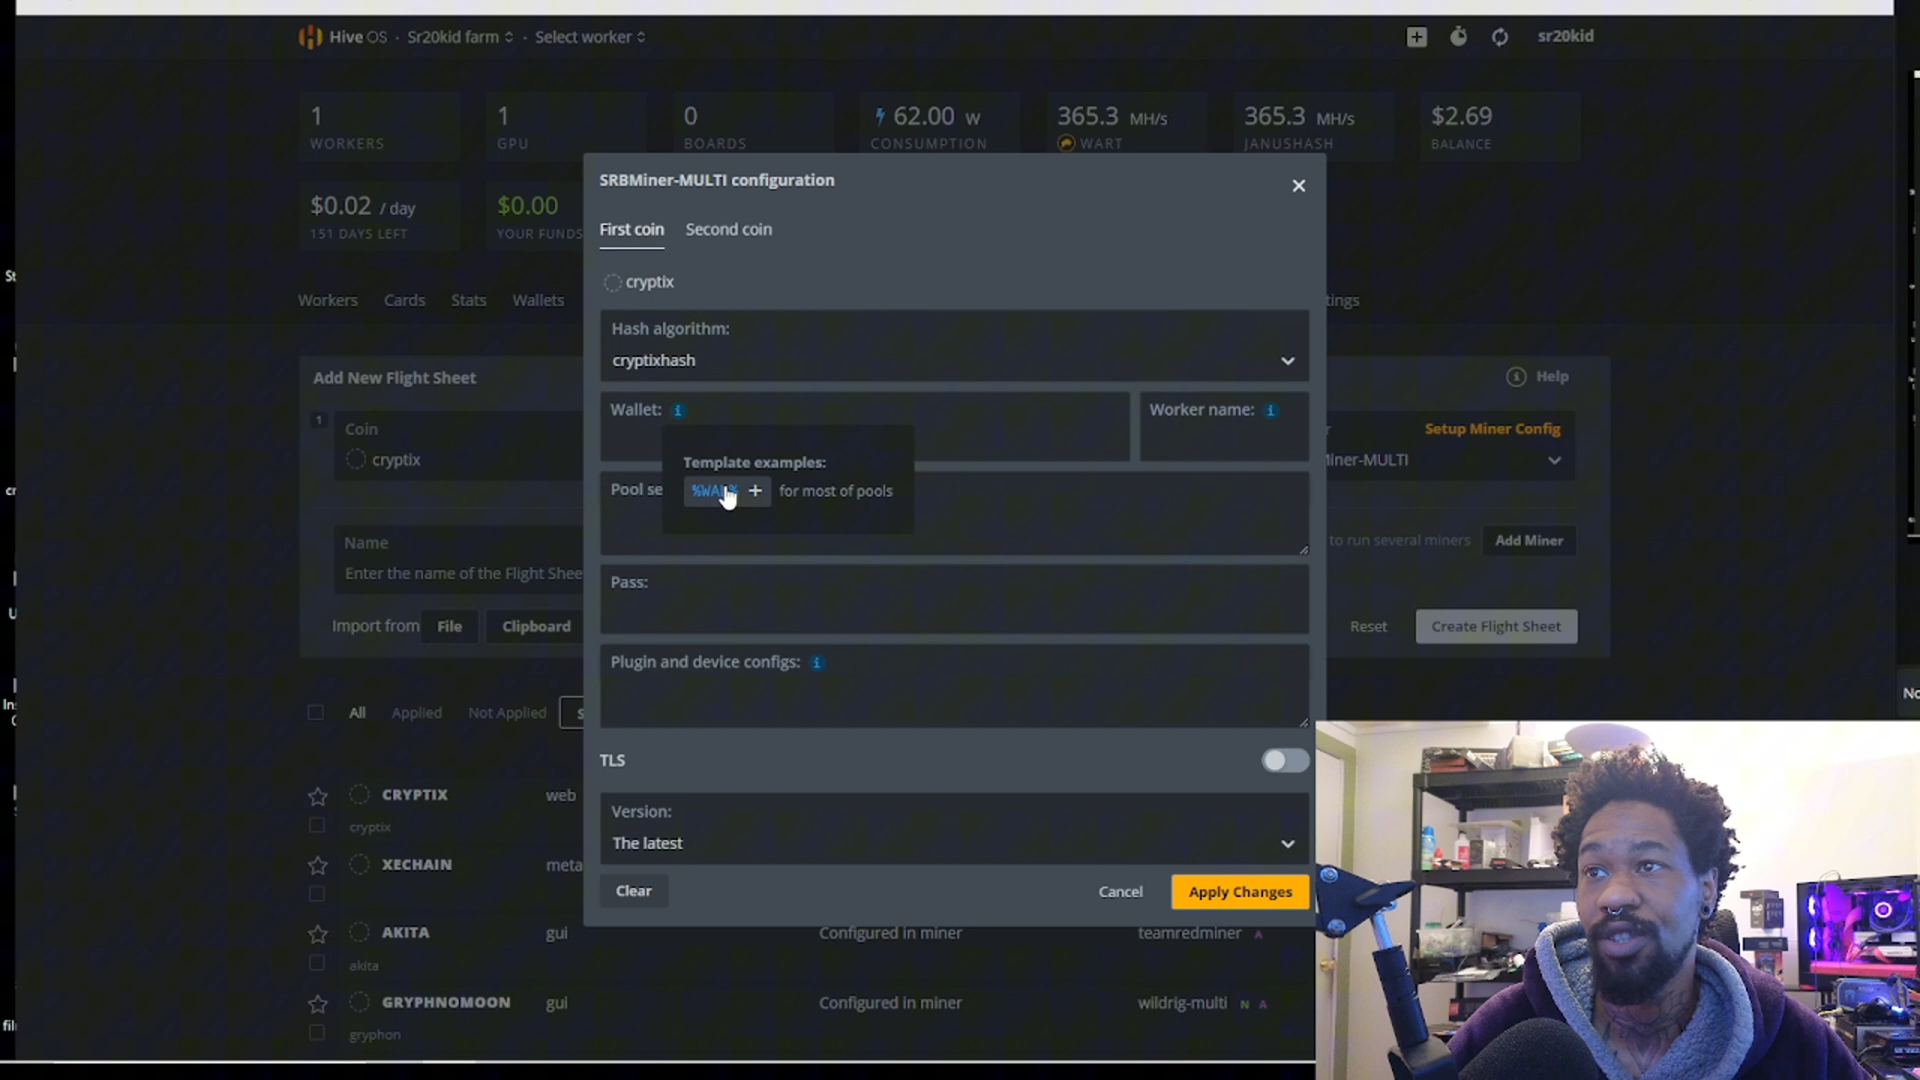 Hive OS · Sr20kid farm · Select worker
sr20kid
1
WORKERS
1
GPU
0
BOARDS
62.00 W
CONSUMPTION
365.3 MH/s
WART
365.3 MH/s
JANUSHASH
$2.69
BALANCE
$0.02 / day
151 DAYS LEFT
$0.00
YOUR FUNDS
Workers Cards Stats Wallets
tings
Add New Flight Sheet
Help
1
Coin
cryptix
Setup Miner Config
Miner-MULTI
Name
Enter the name of the Flight Shee
to run several miners
Add Miner
Import from File Clipboard
Reset
Create Flight Sheet
All Applied Not Applied
SRBMiner-MULTI configuration
First coin Second coin
cryptix
Hash algorithm:
cryptixhash
Wallet:
Worker name:
Template examples:
for most of pools
Pool se
Pass:
Plugin and device configs:
TLS
Version:
The latest
Clear
Cancel
Apply Changes
CRYPTIX web
cryptix
XECHAIN meta
AKITA gui Configured in miner teamredminer A
akita
GRYPHNOMOON gui Configured in miner wildrig-multi N A
gryphon